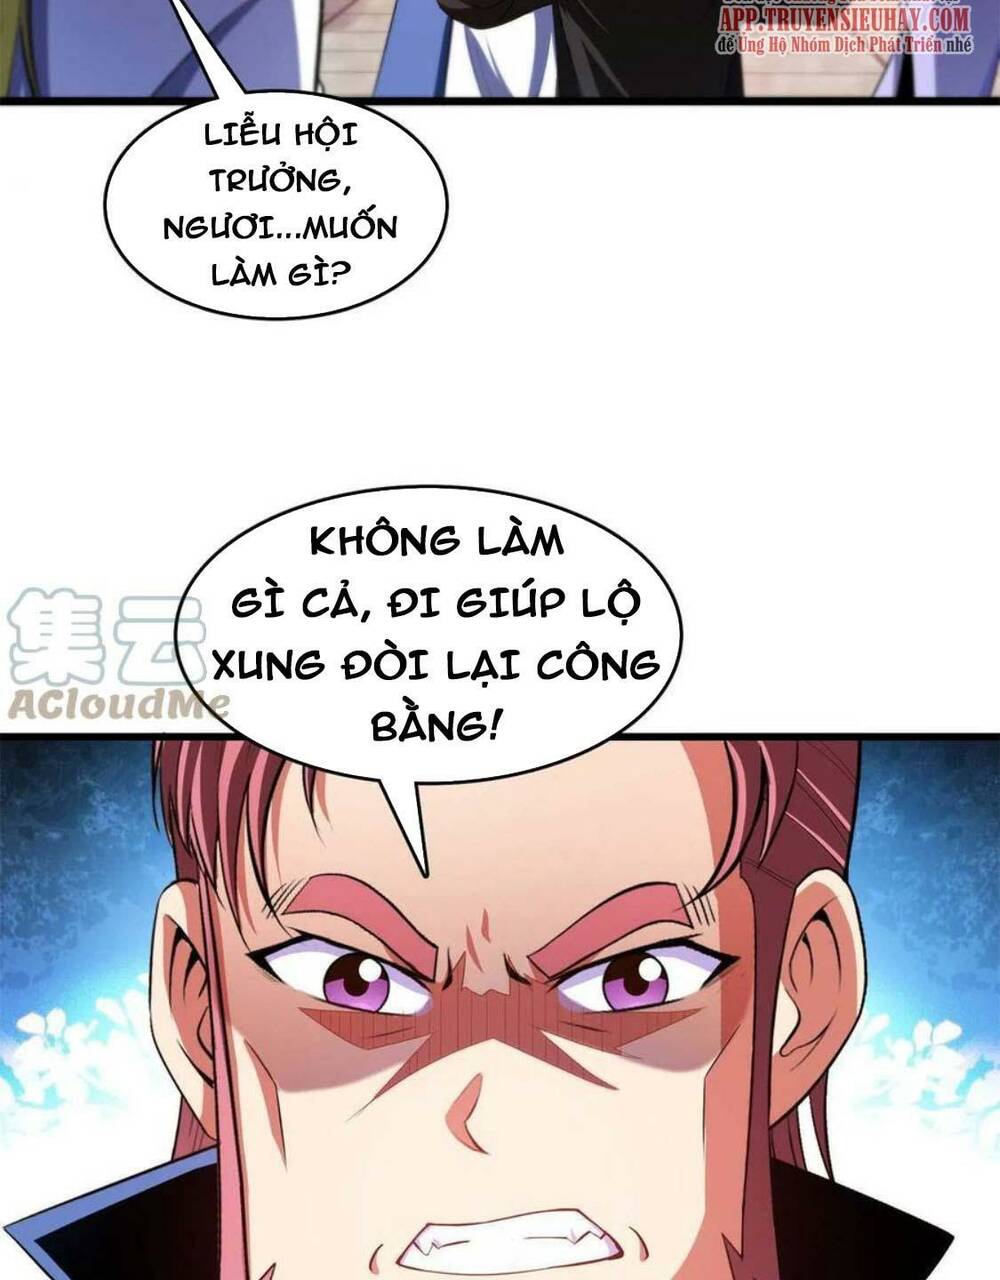 APP.TRUYENSIEUHAY.COM
để Ủng Hộ Nhóm Dịch Phát Triển nhé
LIỄU HỘI
TRƯỞNG,
NGƯƠI...MUỐN
LÀM GÌ?
KHÔNG LÀM
GÌ CẢ, ĐI GIÚP LỘ
XUNG ĐÒI LẠI CÔNG
BẰNG!
集云
ACloudMe